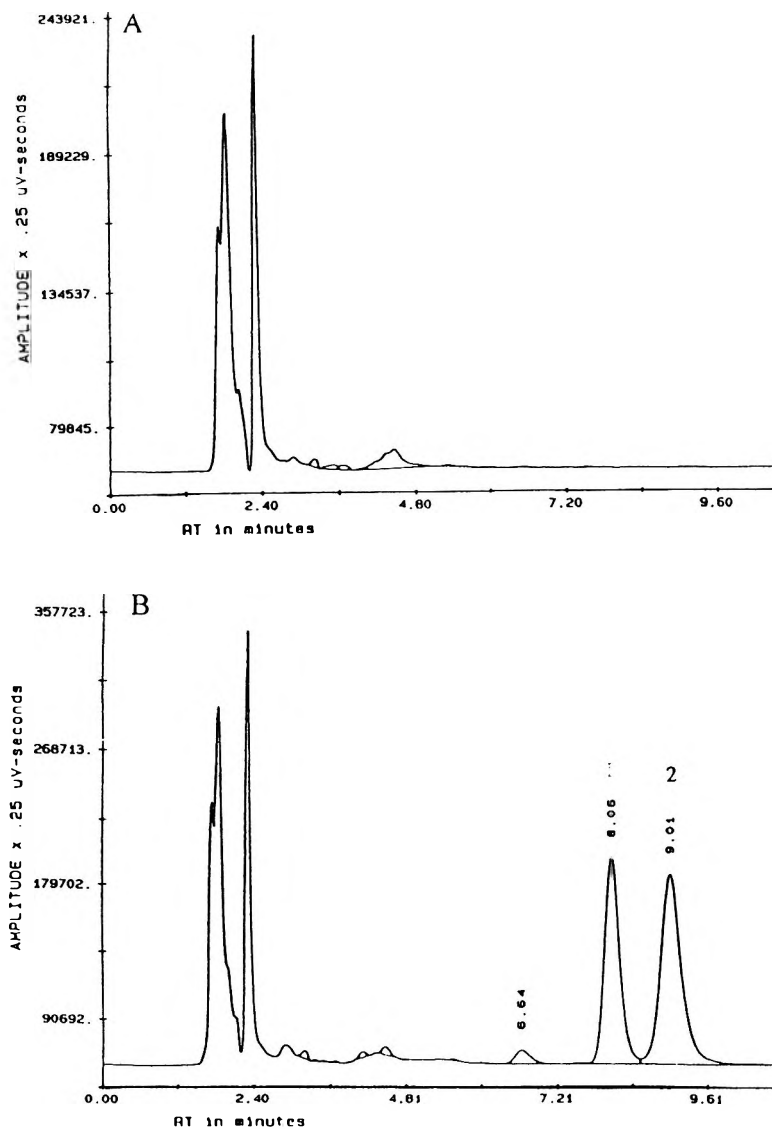 A
243921.
189229.
134537.
79845.
AMPLITUDE x .25 uV-seconds
0.00 2.40 4.80 7.20 9.60
RT in minutes
B
357723.
268713.
179702.
90692.
AMPLITUDE x .25 uV-seconds
2
6.64
8.06
9.01
0.00 2.40 4.81 7.21 9.61
RT in minutes